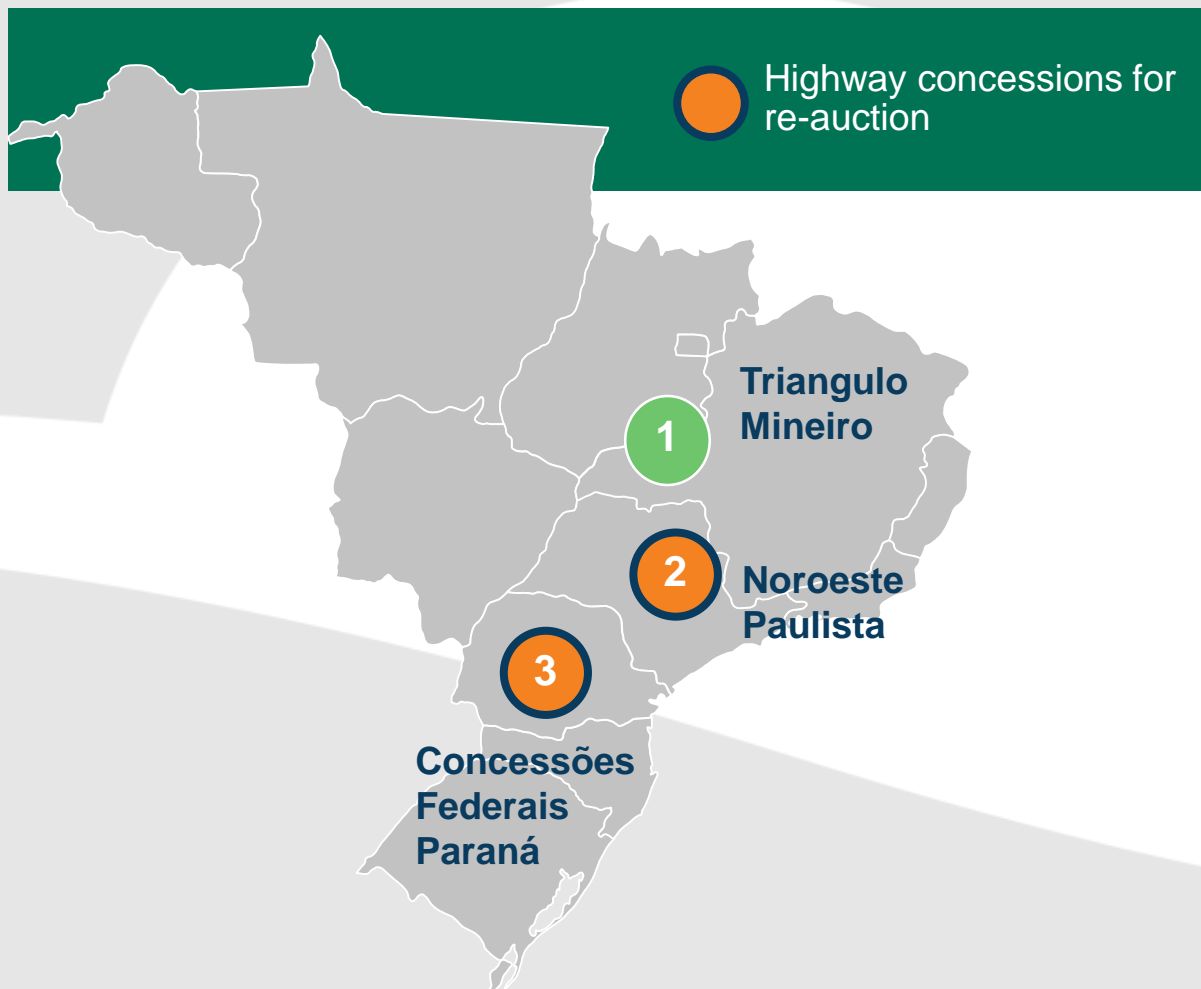 Highway concessions for
re-auction
Triangulo
Mineiro
1
2
Noroeste
Paulista
3
Concessões
Federais
Paraná